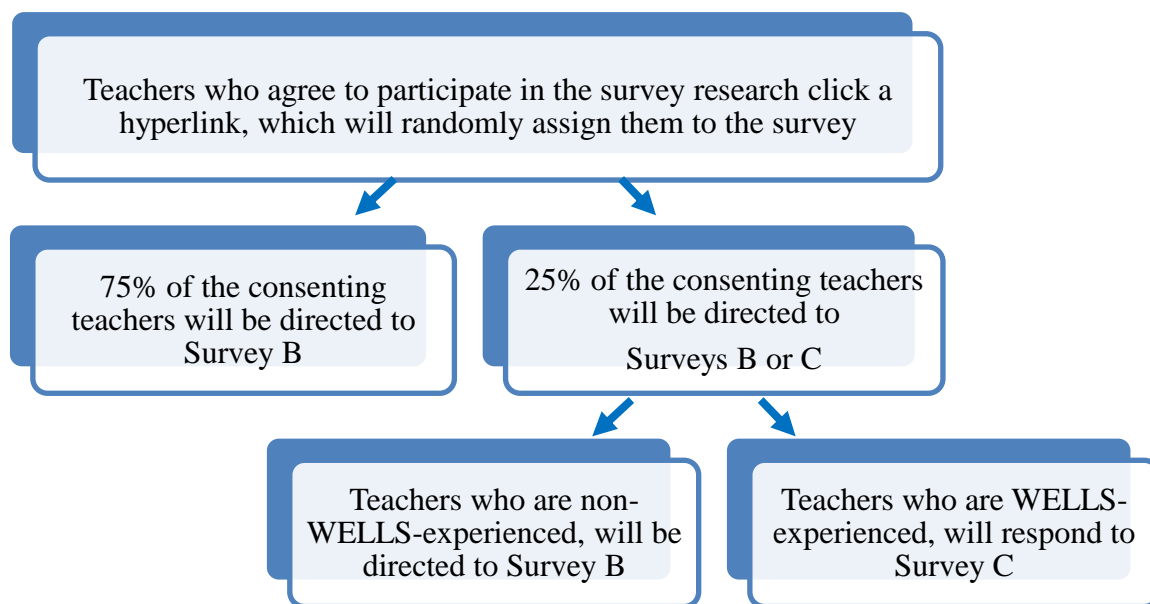 Teachers who agree to participate in the survey research click a
hyperlink, which will randomly assign them to the survey
75% of the consenting
teachers will be directed to
Survey B
25% of the consenting teachers
will be directed to
Surveys B or C
Teachers who are non-
WELLS-experienced, will be
directed to Survey B
Teachers who are WELLS-
experienced, will respond to
Survey C